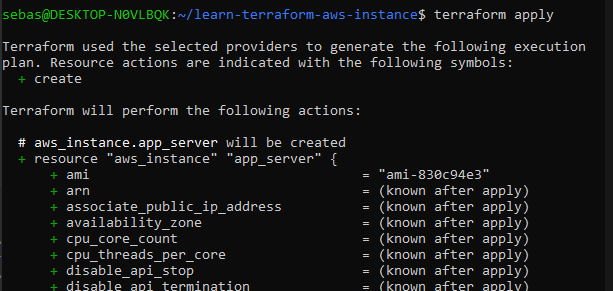 sebas@DESKTOP-N0VLBQK:~/learn-terraform-aws-instance$ terraform apply
Terraform used the selected providers to generate the following execution
plan. Resource actions are indicated with the following symbols:
+ create
Terraform will perform the following actions:
# aws_instance.app_server will be created
+ resource "aws_instance" "app_server" {
+ ami = "ami-830c94e3"
+ arn = (known after apply)
+ associate_public_ip_address = (known after apply)
+ availability_zone = (known after apply)
+ cpu_core_count = (known after apply)
+ cpu_threads_per_core = (known after apply)
+ disable_api_stop = (known after apply)
+ disable_api_termination = (known after apply)